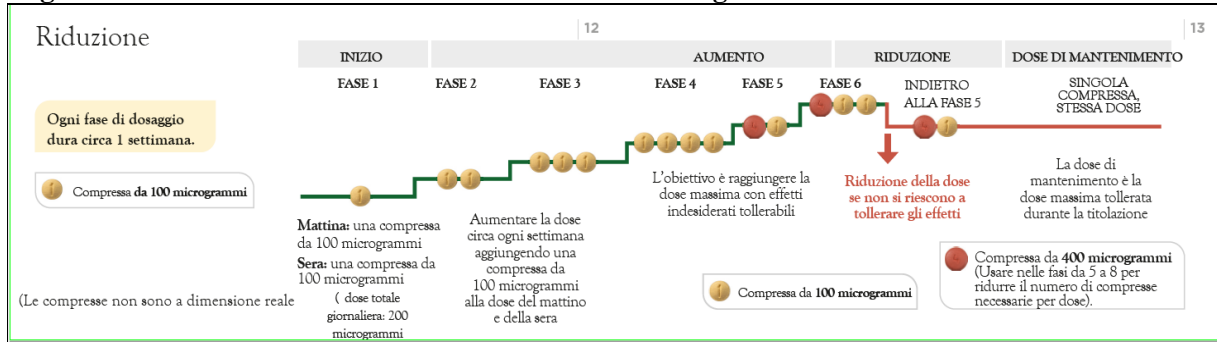 12
13
Riduzione
INIZIO
AUMENTO
RIDUZIONE
DOSE DI MANTENIMENTO
FASE 1
FASE 2
FASE 3
FASE 4
FASE 5
FASE 6
INDIETRO
ALLA FASE 5
SINGOLA
COMPRESSA,
STESSA DOSE
Ogni fase di dosaggio
dura circa 1 settimana.
Compressa da 100 microgrammi
Mattina: una compressa
da 100 microgrammi
Sera: una compressa da
100 microgrammi
( dose totale
giornaliera: 200
microgrammi
Aumentare la dose
circa ogni settimana
aggiungendo una
compressa da
100 microgrammi
alla dose del mattino
e della sera
L'obiettivo è raggiungere la
dose massima con effetti
indesiderati tollerabili
Riduzione della dose
se non si riescono a
tollerare gli effetti
La dose di
mantenimento è la
dose massima tollerata
durante la titolazione
(Le compresse non sono a dimensione reale
Compressa da 100 microgrammi
Compressa da 400 microgrammi
(Usare nelle fasi da 5 a 8 per
ridurre il numero di compresse
necessarie per dose).